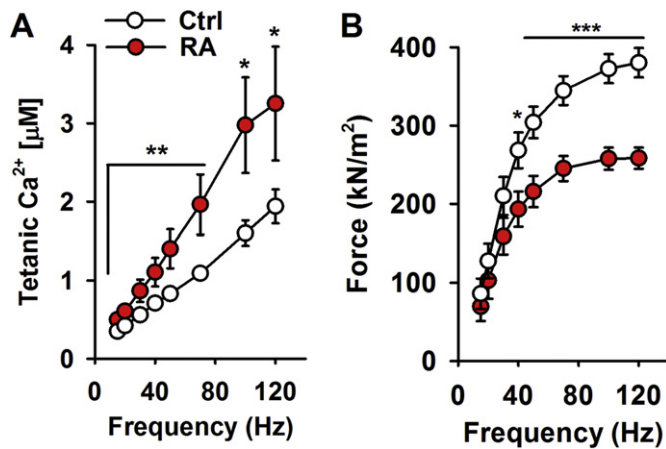 A
Ctrl
RA
Tetanic Ca²⁺ [µM]
4
3
2
1
0
**
*
*
0 40 80 120
Frequency (Hz)
B
Force (kN/m²)
400
300
200
100
0
*
***
0 40 80 120
Frequency (Hz)